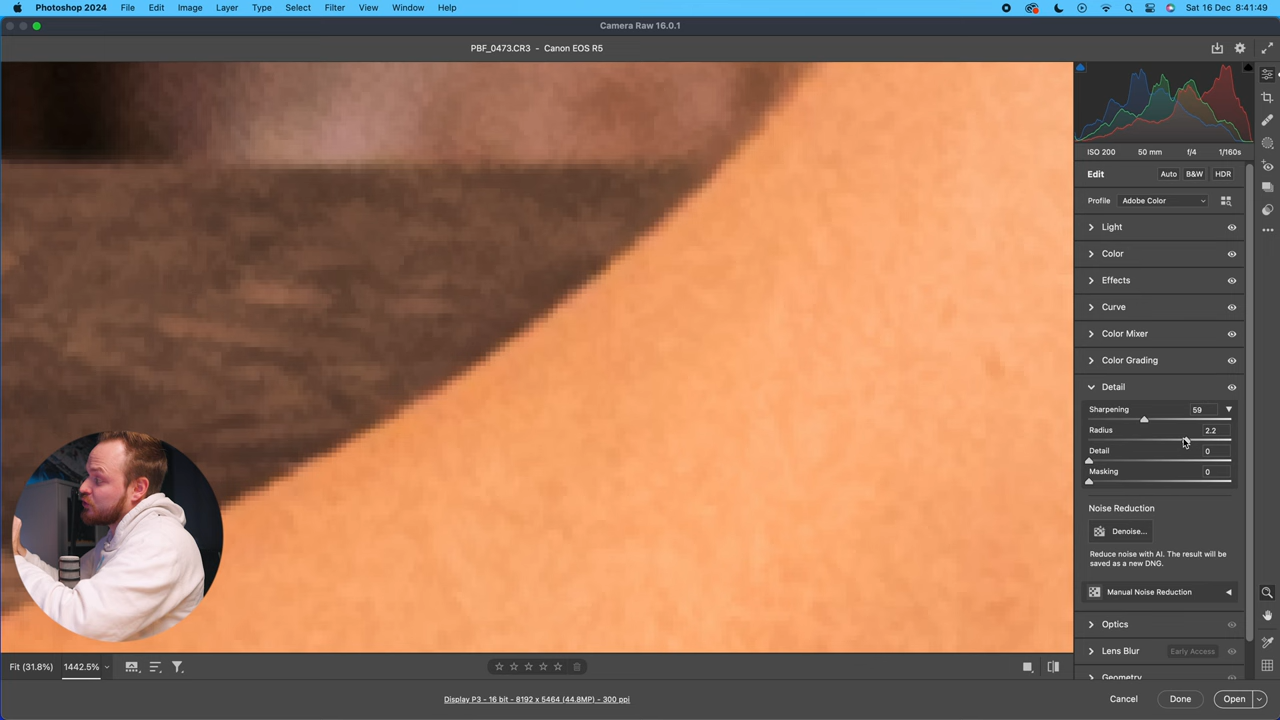 Photoshop 2024 File Edit Image Layer Type Select Filter View Window Help Sat 16 Dec 8:41:49
Camera Raw 16.0.1
PBF_0473.CR3 - Canon EOS R5
ISO 200 50 mm f/4 1/160s
Edit Auto B&W HDR
Profile Adobe Color
Light
Color
Effects
Curve
Color Mixer
Color Grading
Detail
Sharpening 59
Radius 2.2
Detail 0
Masking 0
Noise Reduction
Denoise...
Reduce noise with AI. The result will be
saved as a new DNG.
Manual Noise Reduction
Optics
Lens Blur Early Access
Geometry
Fit (31.8%) 1442.5%
Display P3 - 16 bit - 8192 x 5464 (44.8MP) - 300 ppi
Cancel Done Open